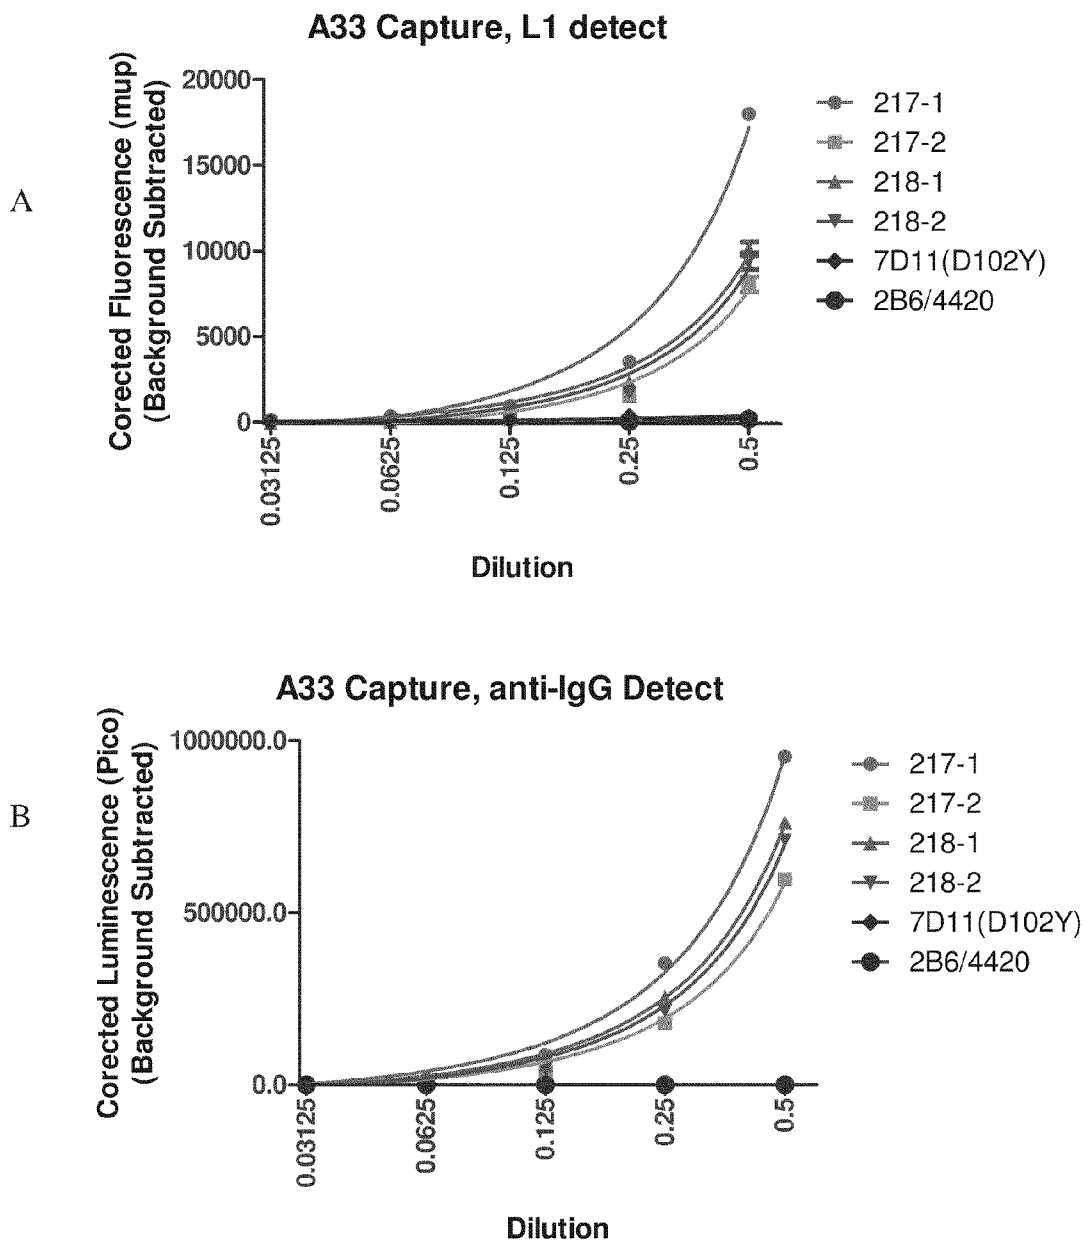 A33 Capture, L1 detect
A
Corected Fluorescence (mup)
(Background Subtracted)
20000
15000
10000
5000
0
0.03125
0.0625
0.125
0.25
0.5
Dilution
217-1
217-2
218-1
218-2
7D11(D102Y)
2B6/4420
A33 Capture, anti-IgG Detect
B
Corected Luminescence (Pico)
(Background Subtracted)
1000000.0
500000.0
0.0
0.03125
0.0625
0.125
0.25
0.5
Dilution
217-1
217-2
218-1
218-2
7D11(D102Y)
2B6/4420